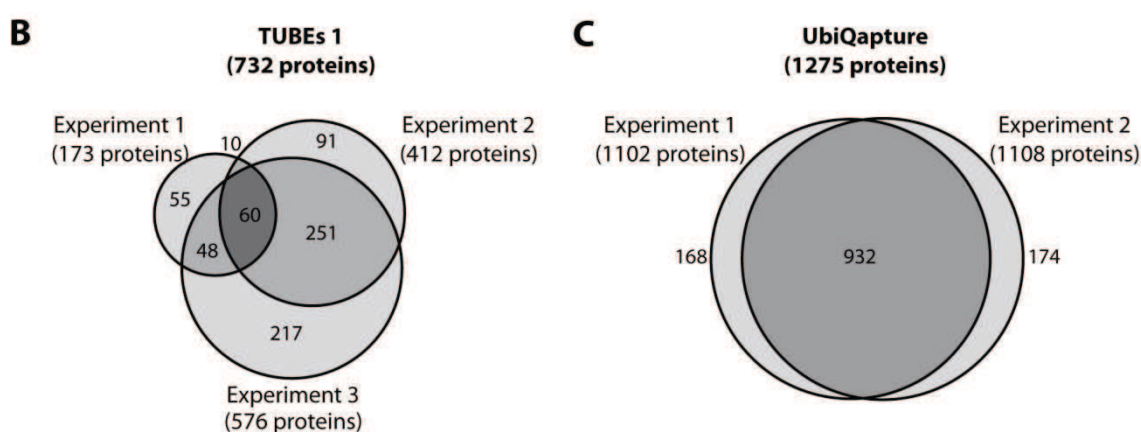 B
TUBEs 1
(732 proteins)
Experiment 1
(173 proteins)
10
91
Experiment 2
(412 proteins)
55
60
48
251
217
Experiment 3
(576 proteins)
C
UbiQapture
(1275 proteins)
Experiment 1
(1102 proteins)
Experiment 2
(1108 proteins)
168
932
174